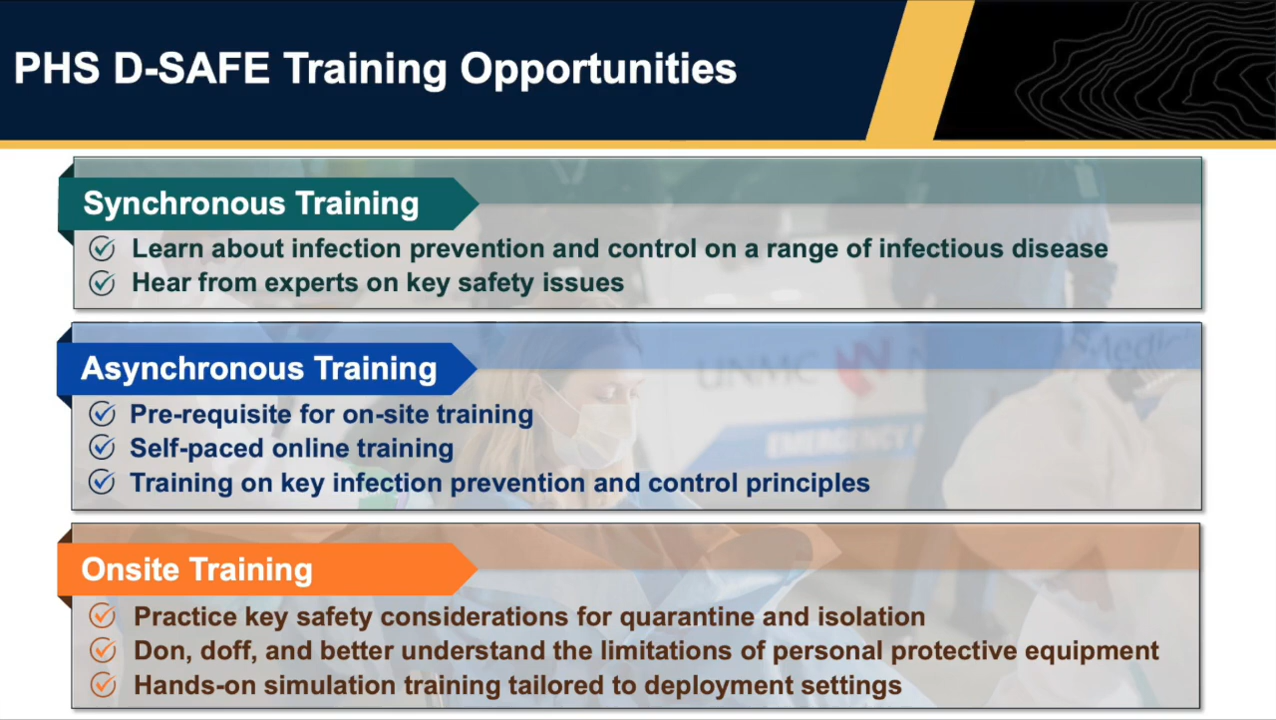 PHS D-SAFE Training Opportunities
Synchronous Training
Learn about infection prevention and control on a range of infectious disease
Hear from experts on key safety issues
Asynchronous Training
Pre-requisite for on-site training
Self-paced online training
Training on key infection prevention and control principles
UNMC
EMERGENCY
Onsite Training
Practice key safety considerations for quarantine and isolation
Don, doff, and better understand the limitations of personal protective equipment
Hands-on simulation training tailored to deployment settings